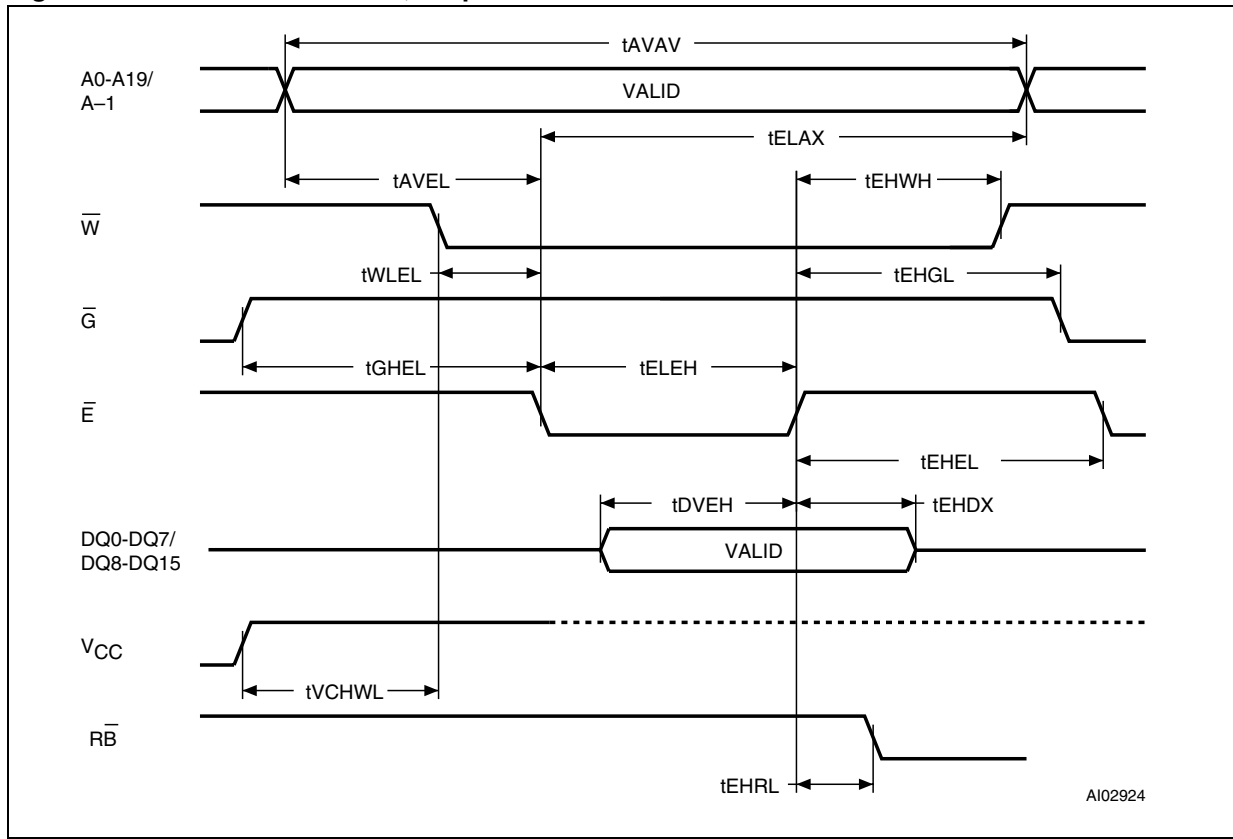 tAVAV
A0-A19/
A–1
VALID
tELAX
tAVEL
tEHWH
W̅
tWLEL
tEHGL
G̅
tGHEL
tELEH
E̅
tEHEL
tDVEH
tEHDX
DQ0-DQ7/
DQ8-DQ15
VALID
VCC
tVCHWL
RB̅
tEHRL
AI02924